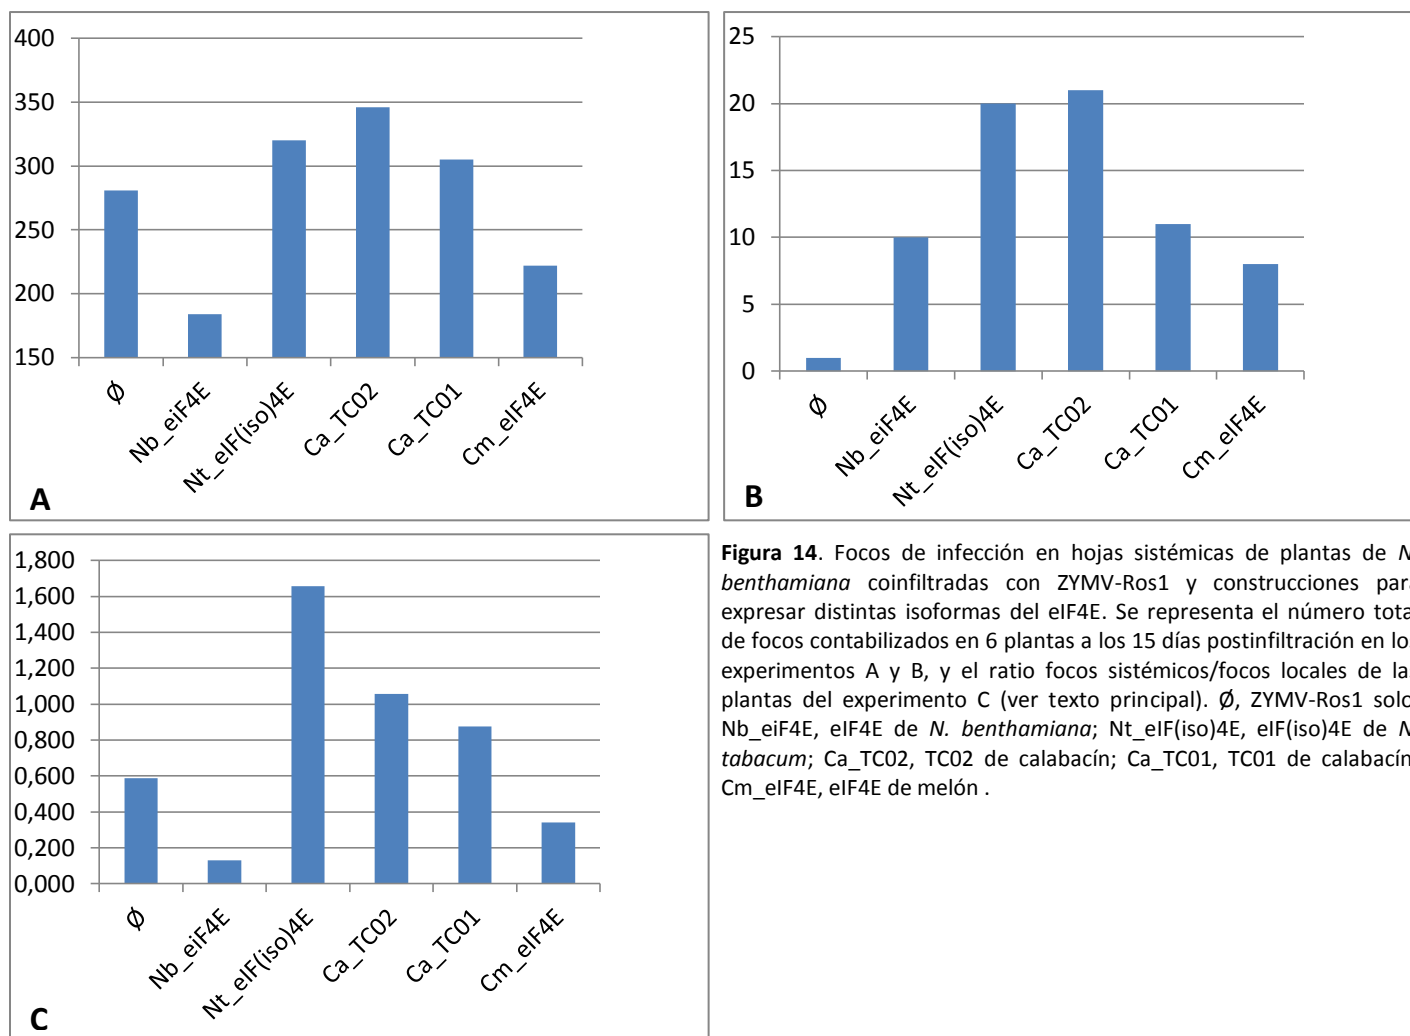 400
350
300
250
200
150
Ø
Nb_eiF4E
Nt_eIF(iso)4E
Ca_TC02
Ca_TC01
Cm_eIF4E
A
25
20
15
10
5
0
Ø
Nb_eiF4E
Nt_eIF(iso)4E
Ca_TC02
Ca_TC01
Cm_eIF4E
B
1,800
1,600
1,400
1,200
1,000
0,800
0,600
0,400
0,200
0,000
Ø
Nb_eiF4E
Nt_eIF(iso)4E
Ca_TC02
Ca_TC01
Cm_eIF4E
C
Figura 14. Focos de infección en hojas sistémicas de plantas de N
benthamiana coinfiltradas con ZYMV-Ros1 y construcciones par
expresar distintas isoformas del eIF4E. Se representa el número tota
de focos contabilizados en 6 plantas a los 15 días postinfiltración en lo
experimentos A y B, y el ratio focos sistémicos/focos locales de la
plantas del experimento C (ver texto principal). Ø, ZYMV-Ros1 solo
Nb_eiF4E, eIF4E de N. benthamiana; Nt_eIF(iso)4E, eIF(iso)4E de N
tabacum; Ca_TC02, TC02 de calabacín; Ca_TC01, TC01 de calabacín
Cm_eIF4E, eIF4E de melón .